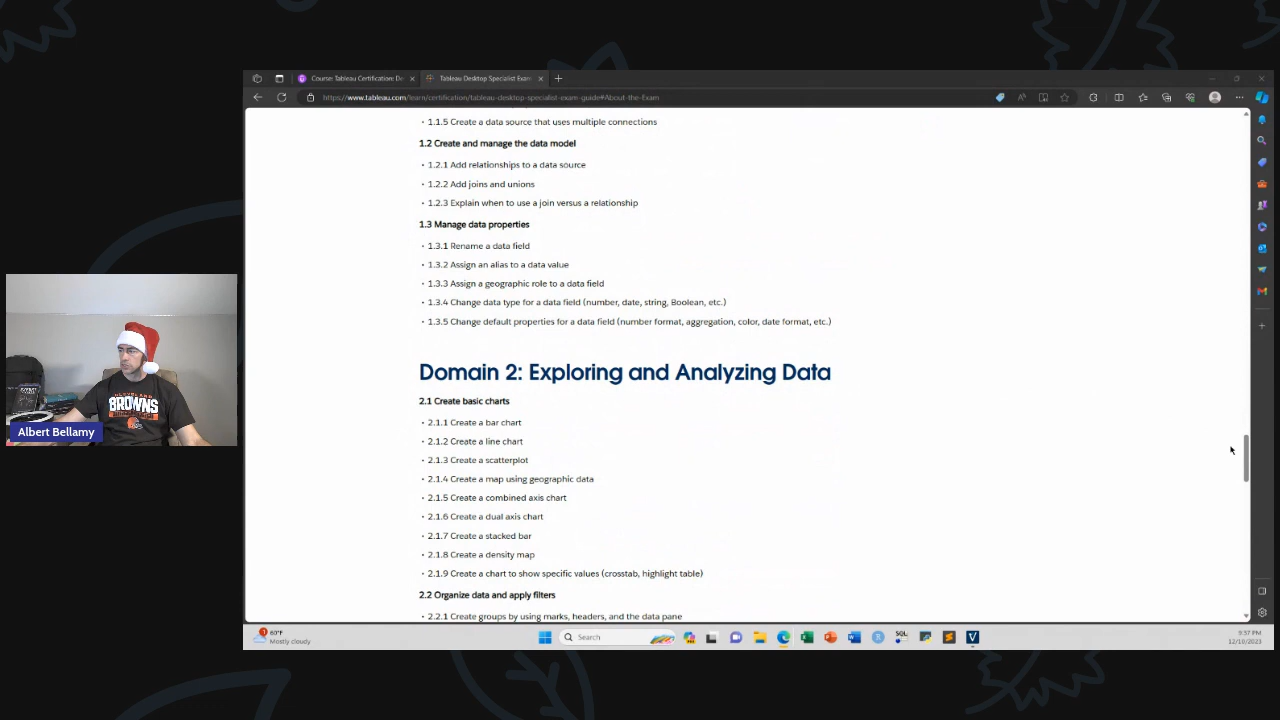 Course: Tableau Certification: De
Tableau Desktop Specialist Exam
https://www.tableau.com/learn/certification/tableau-desktop-specialist-exam-guide#About-the-Exam
• 1.1.5 Create a data source that uses multiple connections
1.2 Create and manage the data model
• 1.2.1 Add relationships to a data source
• 1.2.2 Add joins and unions
• 1.2.3 Explain when to use a join versus a relationship
1.3 Manage data properties
• 1.3.1 Rename a data field
• 1.3.2 Assign an alias to a data value
• 1.3.3 Assign a geographic role to a data field
• 1.3.4 Change data type for a data field (number, date, string, Boolean, etc.)
• 1.3.5 Change default properties for a data field (number format, aggregation, color, date format, etc.)
Domain 2: Exploring and Analyzing Data
2.1 Create basic charts
• 2.1.1 Create a bar chart
• 2.1.2 Create a line chart
• 2.1.3 Create a scatterplot
• 2.1.4 Create a map using geographic data
• 2.1.5 Create a combined axis chart
• 2.1.6 Create a dual axis chart
• 2.1.7 Create a stacked bar
• 2.1.8 Create a density map
• 2.1.9 Create a chart to show specific values (crosstab, highlight table)
2.2 Organize data and apply filters
• 2.2.1 Create groups by using marks, headers, and the data pane
CLEVELAND
BROWNS
Albert Bellamy
60°F
Mostly cloudy
Search
SQL
9:37 PM
12/10/2023